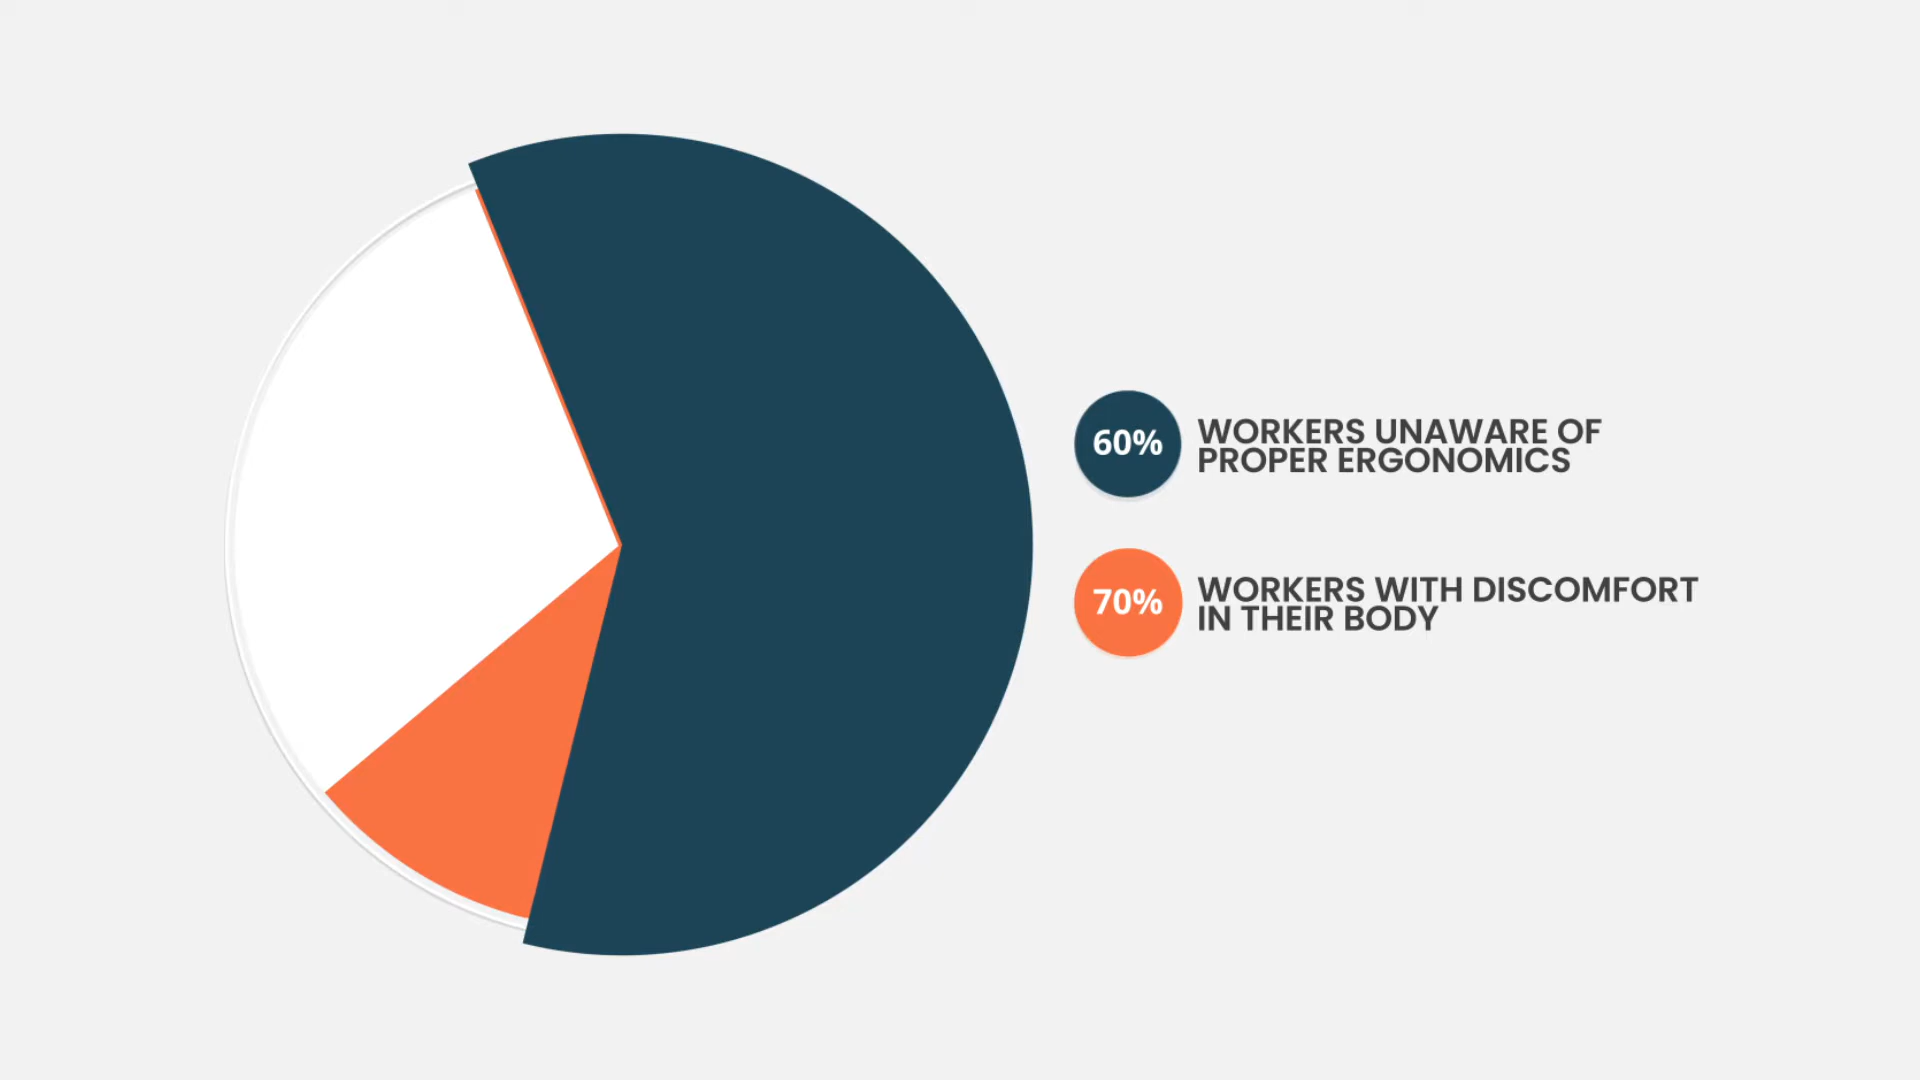 60%
WORKERS UNAWARE OF
PROPER ERGONOMICS
70%
WORKERS WITH DISCOMFORT
IN THEIR BODY